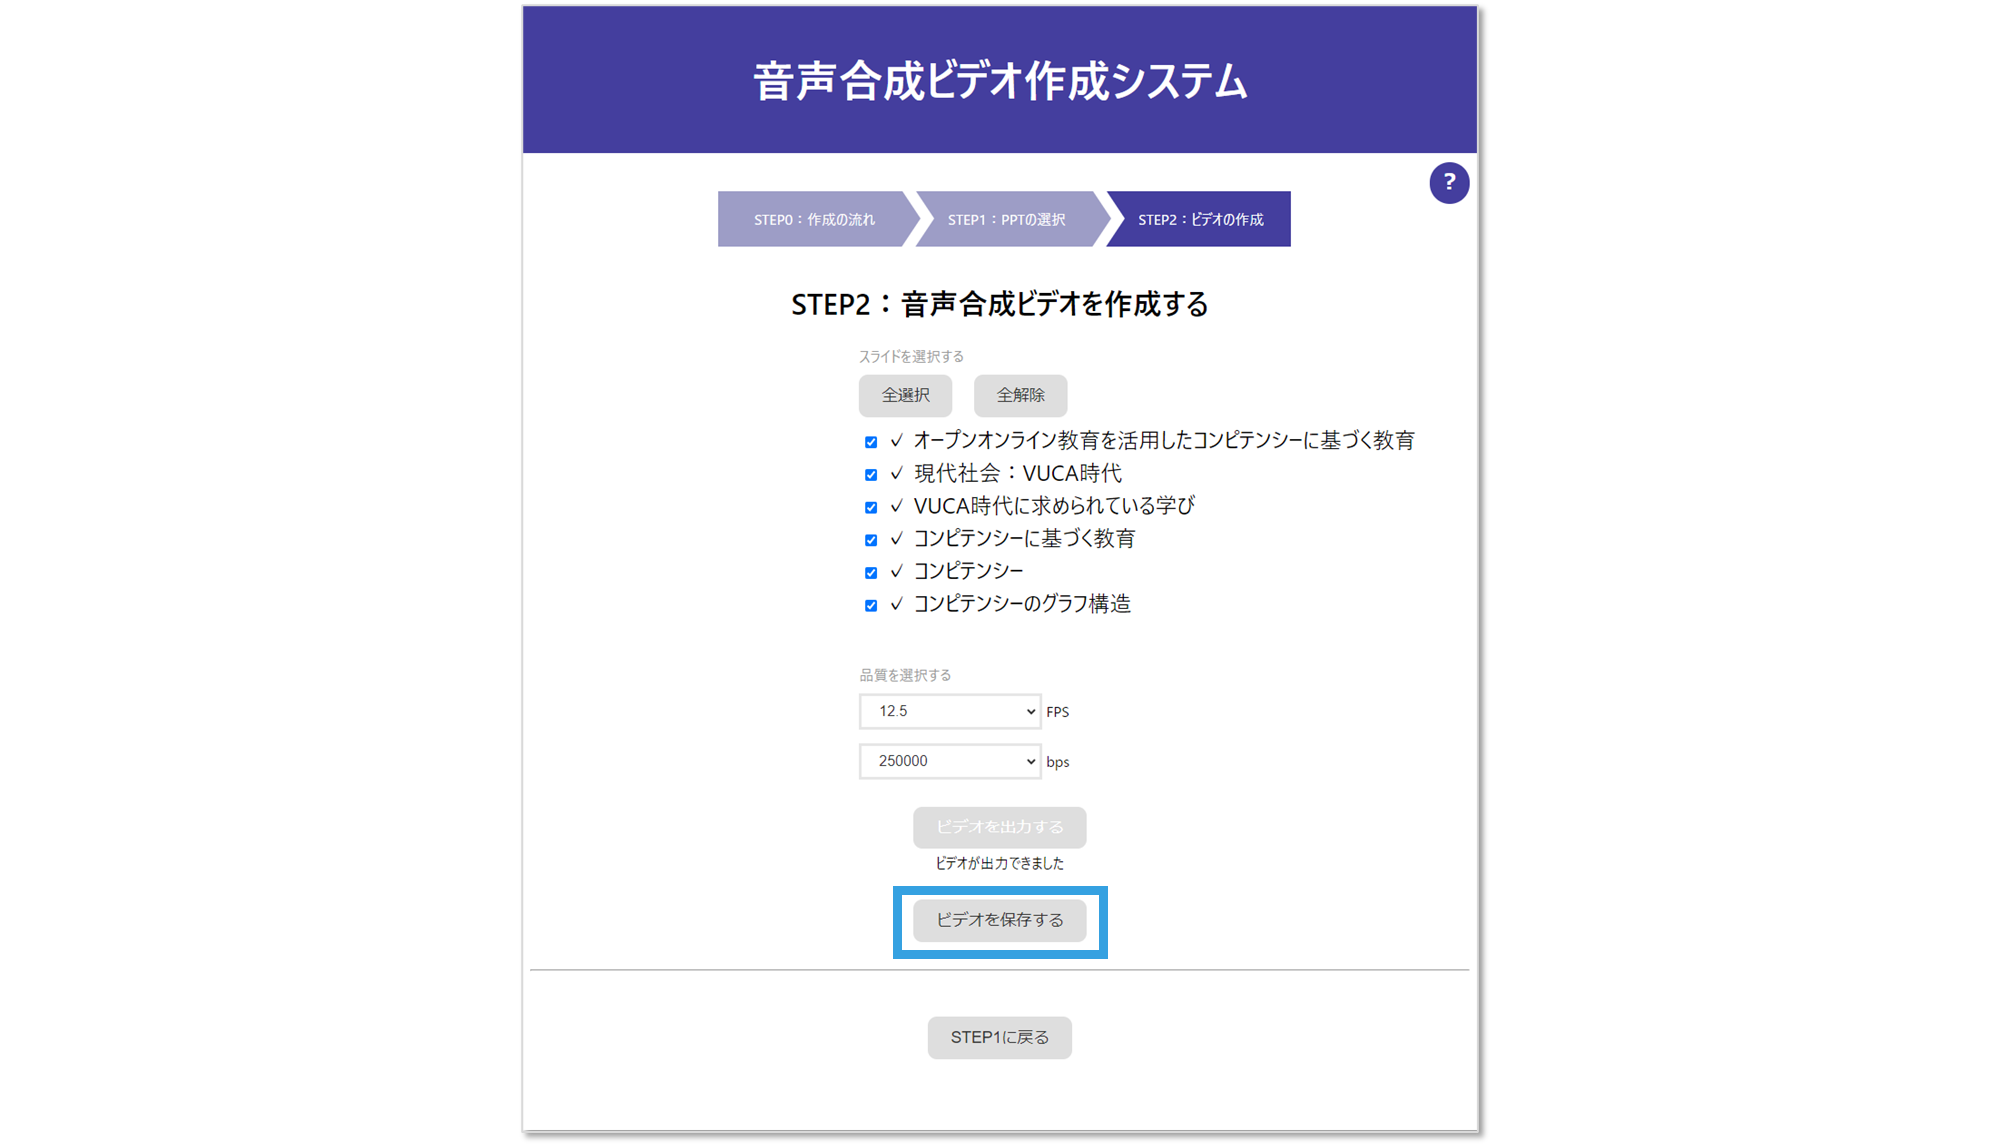 音声合成ビデオ作成システム
?
STEP0：作成の流れ STEP1：PPTの選択 STEP2：ビデオの作成
STEP2：音声合成ビデオを作成する
スライドを選択する
全選択 全解除
✓ オープンオンライン教育を活用したコンピテンシーに基づく教育
✓ 現代社会：VUCA時代
✓ VUCA時代に求められている学び
✓ コンピテンシーに基づく教育
✓ コンピテンシー
✓ コンピテンシーのグラフ構造
品質を選択する
12.5 FPS
250000 bps
ビデオを出力する
ビデオが出力できました
ビデオを保存する
STEP1に戻る